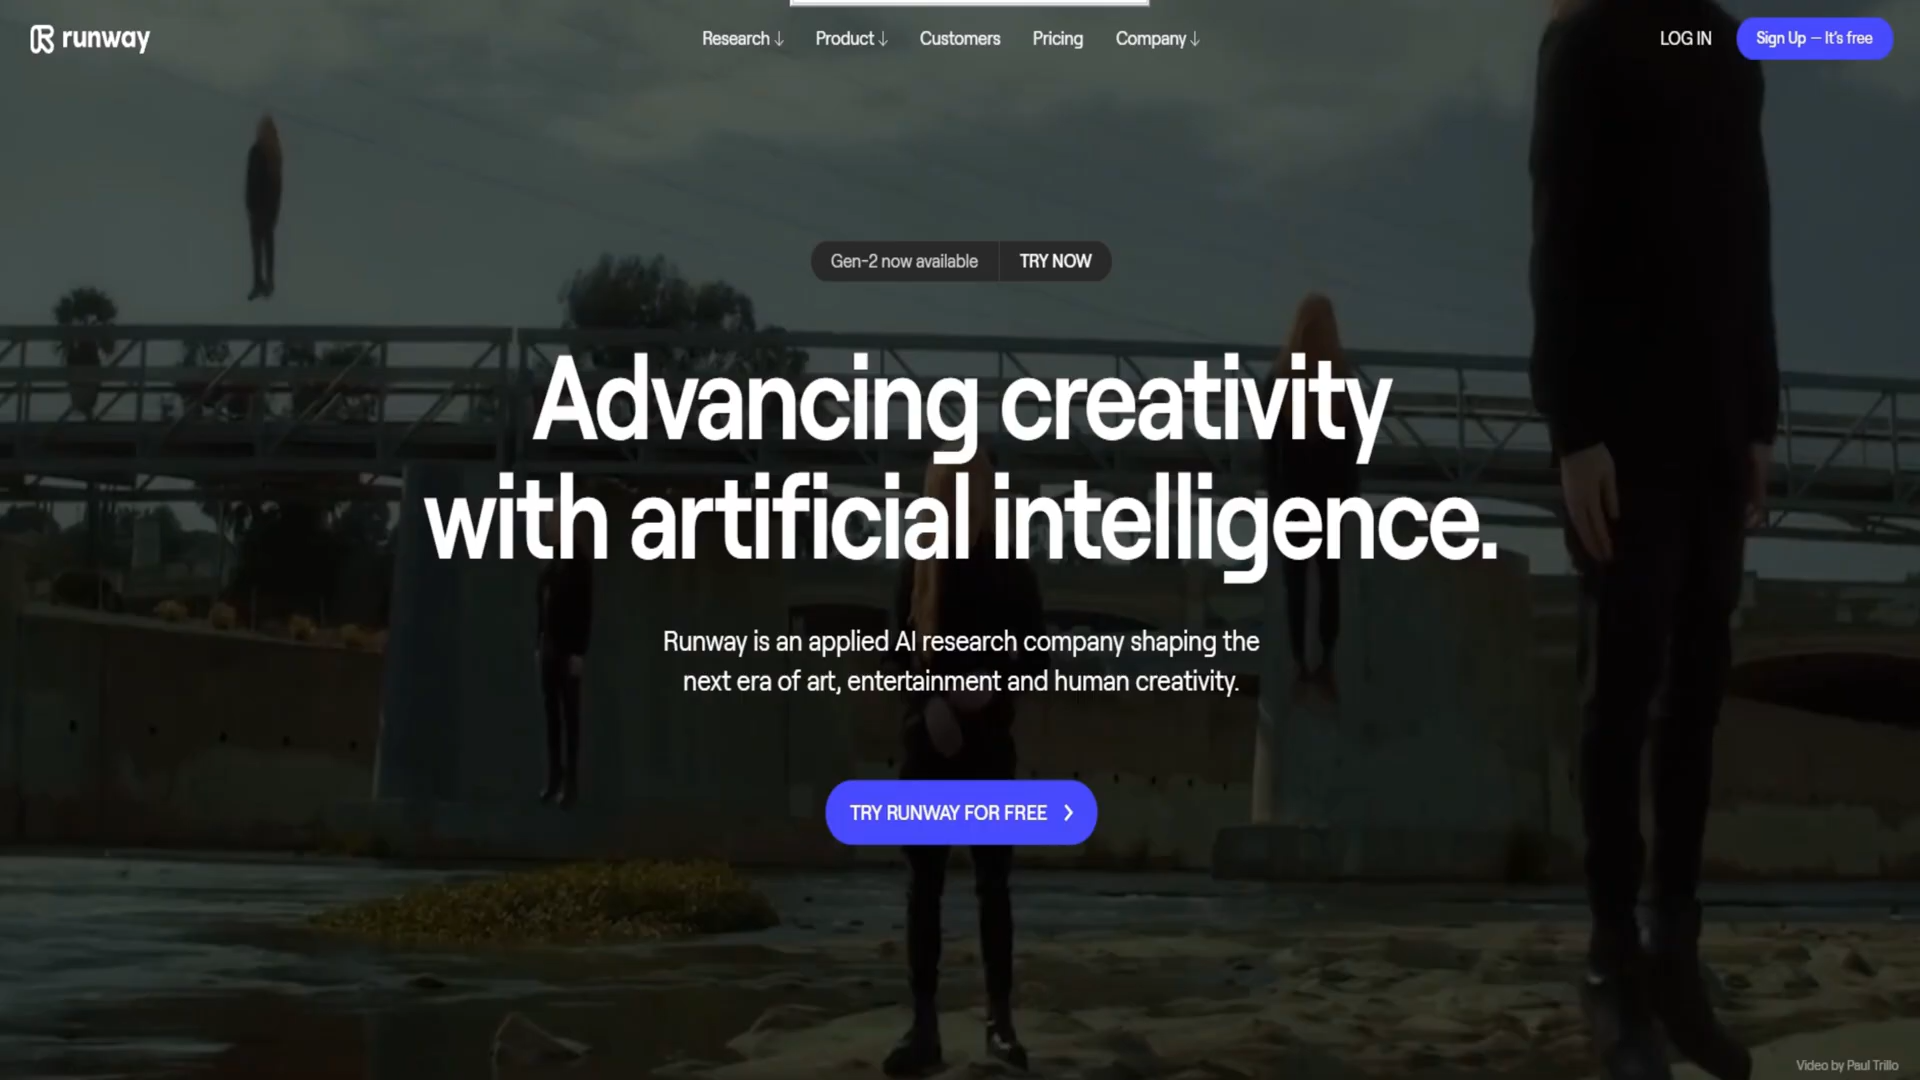 runway
Research ↓
Product ↓
Customers
Pricing
Company ↓
LOG IN
Sign Up — It's free
Gen-2 now available
TRY NOW
Advancing creativity
with artificial intelligence.
Runway is an applied AI research company shaping the
next era of art, entertainment and human creativity.
TRY RUNWAY FOR FREE
Video by Paul Trillo